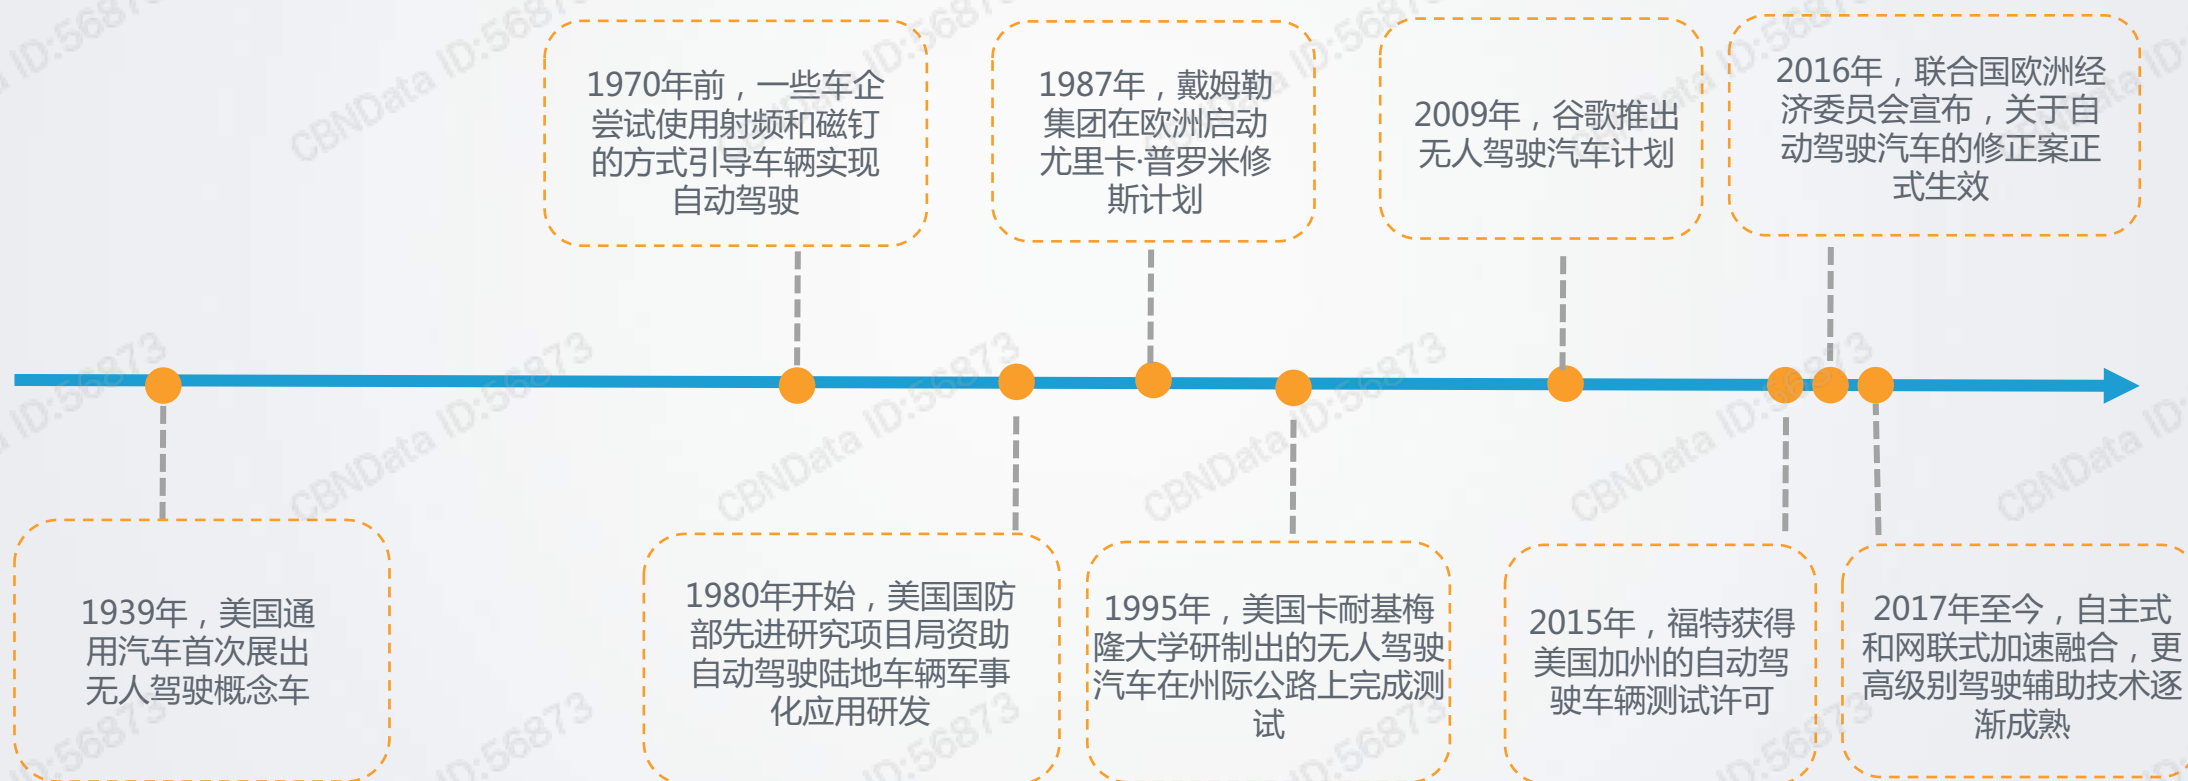 1970年前，一些车企
尝试使用射频和磁钉
的方式引导车辆实现
自动驾驶
1987年，戴姆勒
集团在欧洲启动
尤里卡·普罗米修
斯计划
2009年，谷歌推出
无人驾驶汽车计划
2016年，联合国欧洲经
济委员会宣布，关于自
动驾驶汽车的修正案正
式生效
1939年，美国通
用汽车首次展出
无人驾驶概念车
1980年开始，美国国防
部先进研究项目局资助
自动驾驶陆地车辆军事
化应用研发
1995年，美国卡耐基梅
隆大学研制出的无人驾驶
汽车在州际公路上完成测
试
2015年，福特获得
美国加州的自动驾
驶车辆测试许可
2017年至今，自主式
和网联式加速融合，更
高级别驾驶辅助技术逐
渐成熟
CBNData ID:56873